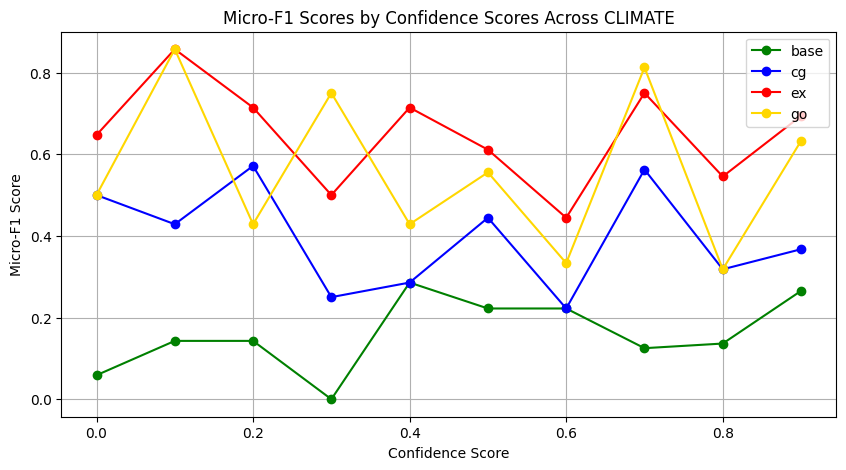 Micro-F1 Scores by Confidence Scores Across CLIMATE
base
cg
ex
go
0.8
0.6
0.4
0.2
0.0
Micro-F1 Score
0.0 0.2 0.4 0.6 0.8
Confidence Score